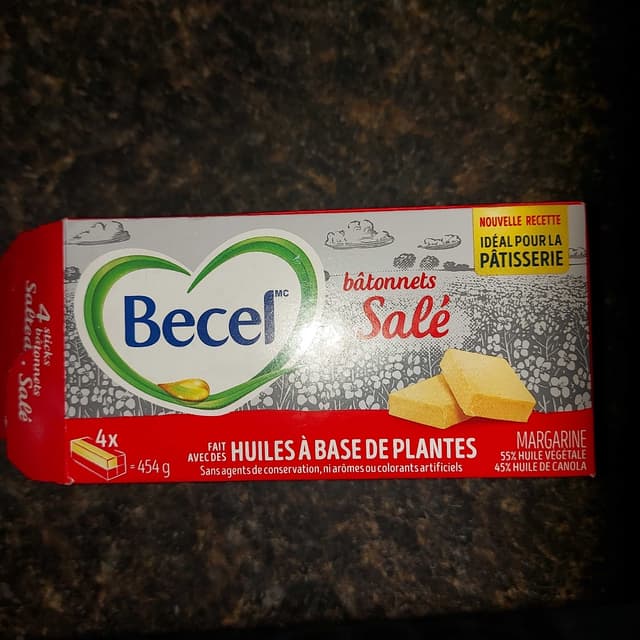 NOUVELLE RECETTE
IDÉAL POUR LA
PÂTISSERIE
Becel MC
bâtonnets
Salé
4 sticks
bâtonnets
Salted · Salé
4x
= 454 g
FAIT
AVEC DES
HUILES À BASE DE PLANTES
Sans agents de conservation, ni arômes ou colorants artificiels
MARGARINE
55% HUILE VÉGÉTALE
45% HUILE DE CANOLA